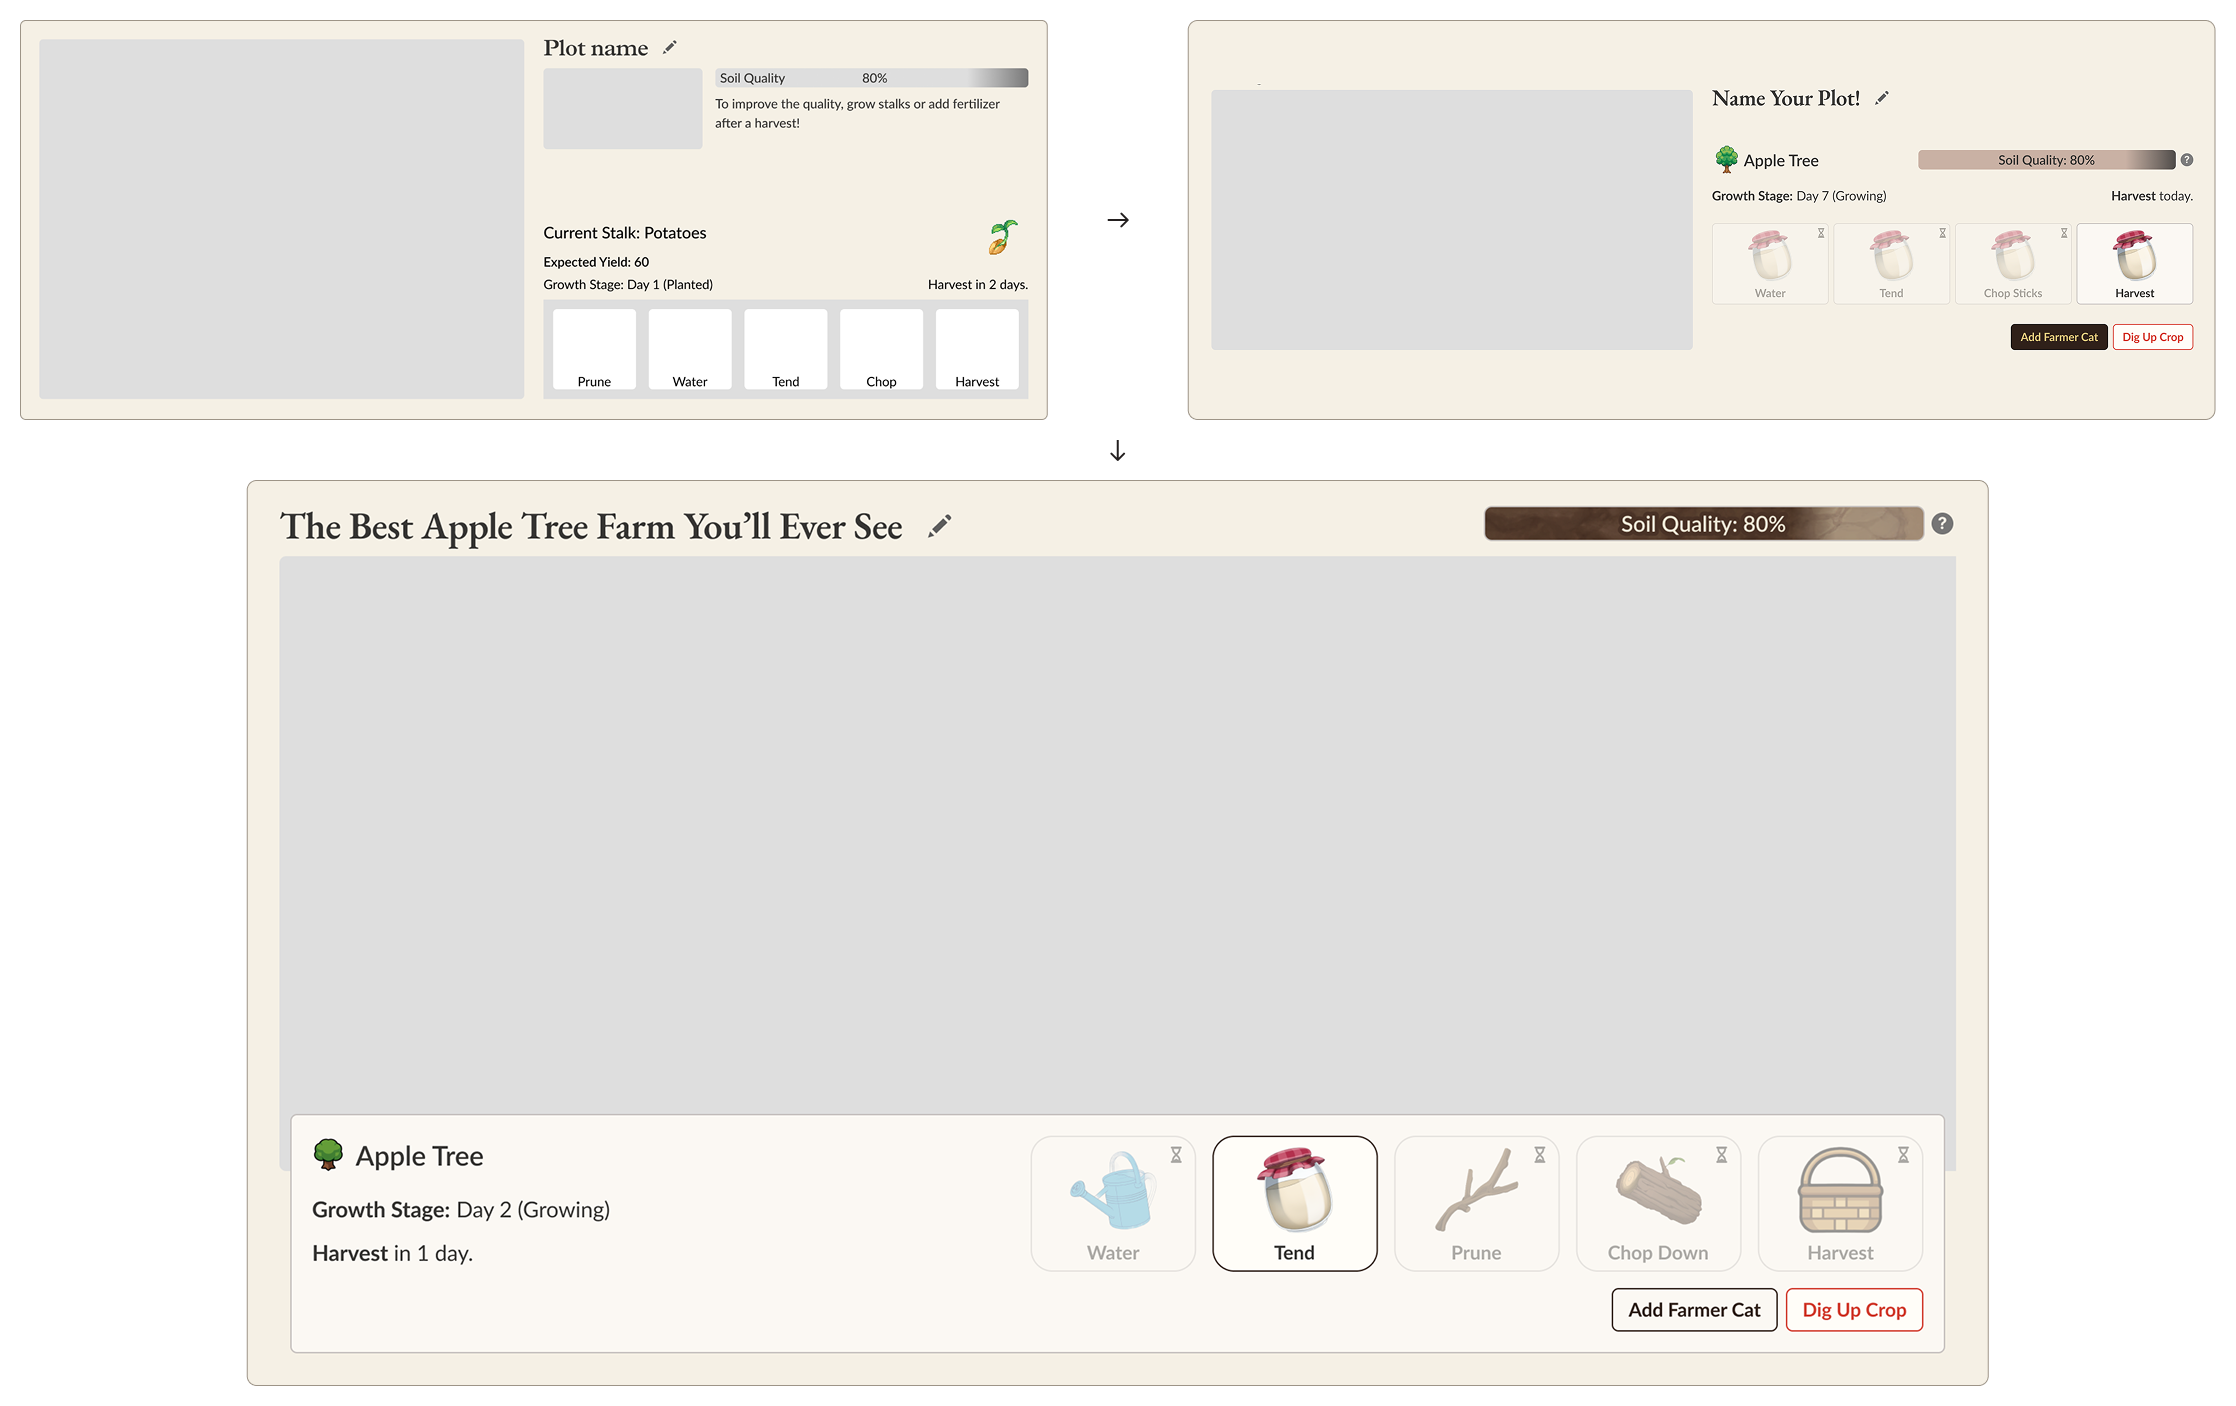 Plot name
Soil Quality 80%
To improve the quality, grow stalks or add fertilizer
after a harvest!
Current Stalk: Potatoes
Expected Yield: 60
Growth Stage: Day 1 (Planted) Harvest in 2 days.
Prune Water Tend Chop Harvest
Name Your Plot!
Apple Tree Soil Quality: 80% ?
Growth Stage: Day 7 (Growing) Harvest today.
Water Tend Chop Sticks Harvest
Add Farmer Cat Dig Up Crop
The Best Apple Tree Farm You’ll Ever See Soil Quality: 80% ?
Apple Tree
Growth Stage: Day 2 (Growing)
Harvest in 1 day.
Water Tend Prune Chop Down Harvest
Add Farmer Cat Dig Up Crop